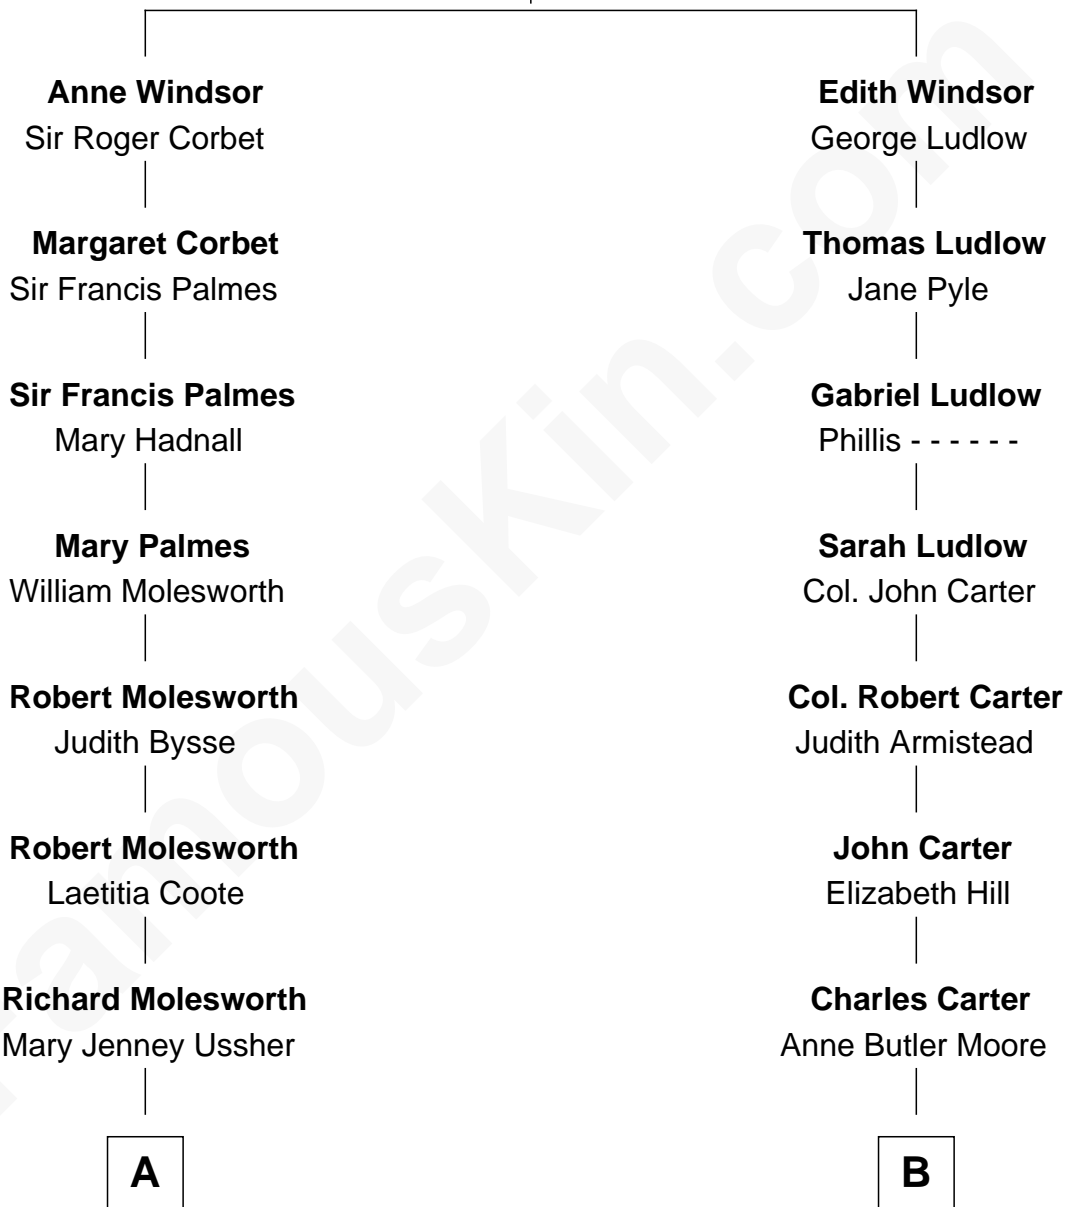 Anne Windsor
Sir Roger Corbet
Margaret Corbet
Sir Francis Palmes
Sir Francis Palmes
Mary Hadnall
Mary Palmes
William Molesworth
Robert Molesworth
Judith Bysse
Robert Molesworth
Laetitia Coote
Richard Molesworth
Mary Jenney Ussher
A
Edith Windsor
George Ludlow
Thomas Ludlow
Jane Pyle
Gabriel Ludlow
Phillis - - - - - -
Sarah Ludlow
Col. John Carter
Col. Robert Carter
Judith Armistead
John Carter
Elizabeth Hill
Charles Carter
Anne Butler Moore
B
FamousKin.com